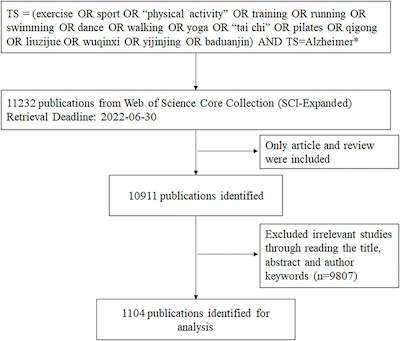 TS = (exercise OR sport OR “physical activity” OR training OR running OR
swimming OR dance OR walking OR yoga OR “tai chi” OR pilates OR qigong
OR liuzijue OR wuqinxi OR yijinjing OR baduanjin) AND TS=Alzheimer*
11232 publications from Web of Science Core Collection (SCI-Expanded)
Retrieval Deadline: 2022-06-30
Only article and review
were included
10911 publications identified
Excluded irrelevant studies
through reading the title,
abstract and author
keywords (n=9807)
1104 publications identified for
analysis